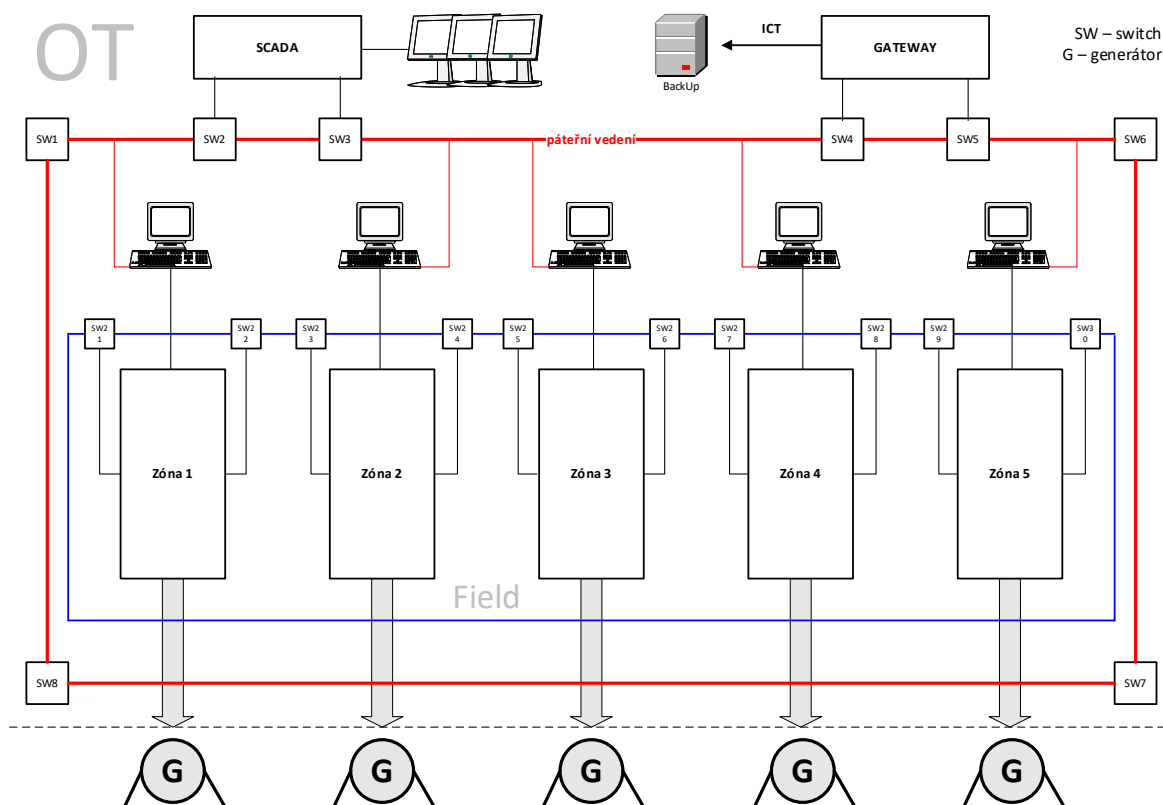 OT
SCADA
ICT
GATEWAY
SW – switch
G – generátor
BackUp
SW1
SW2
SW3
páteřní vedení
SW4
SW5
SW6
SW2
1
SW2
2
SW2
3
SW2
4
SW2
5
SW2
6
SW2
7
SW2
8
SW2
9
SW3
0
Zóna 1
Zóna 2
Zóna 3
Zóna 4
Zóna 5
Field
SW8
SW7
G
G
G
G
G